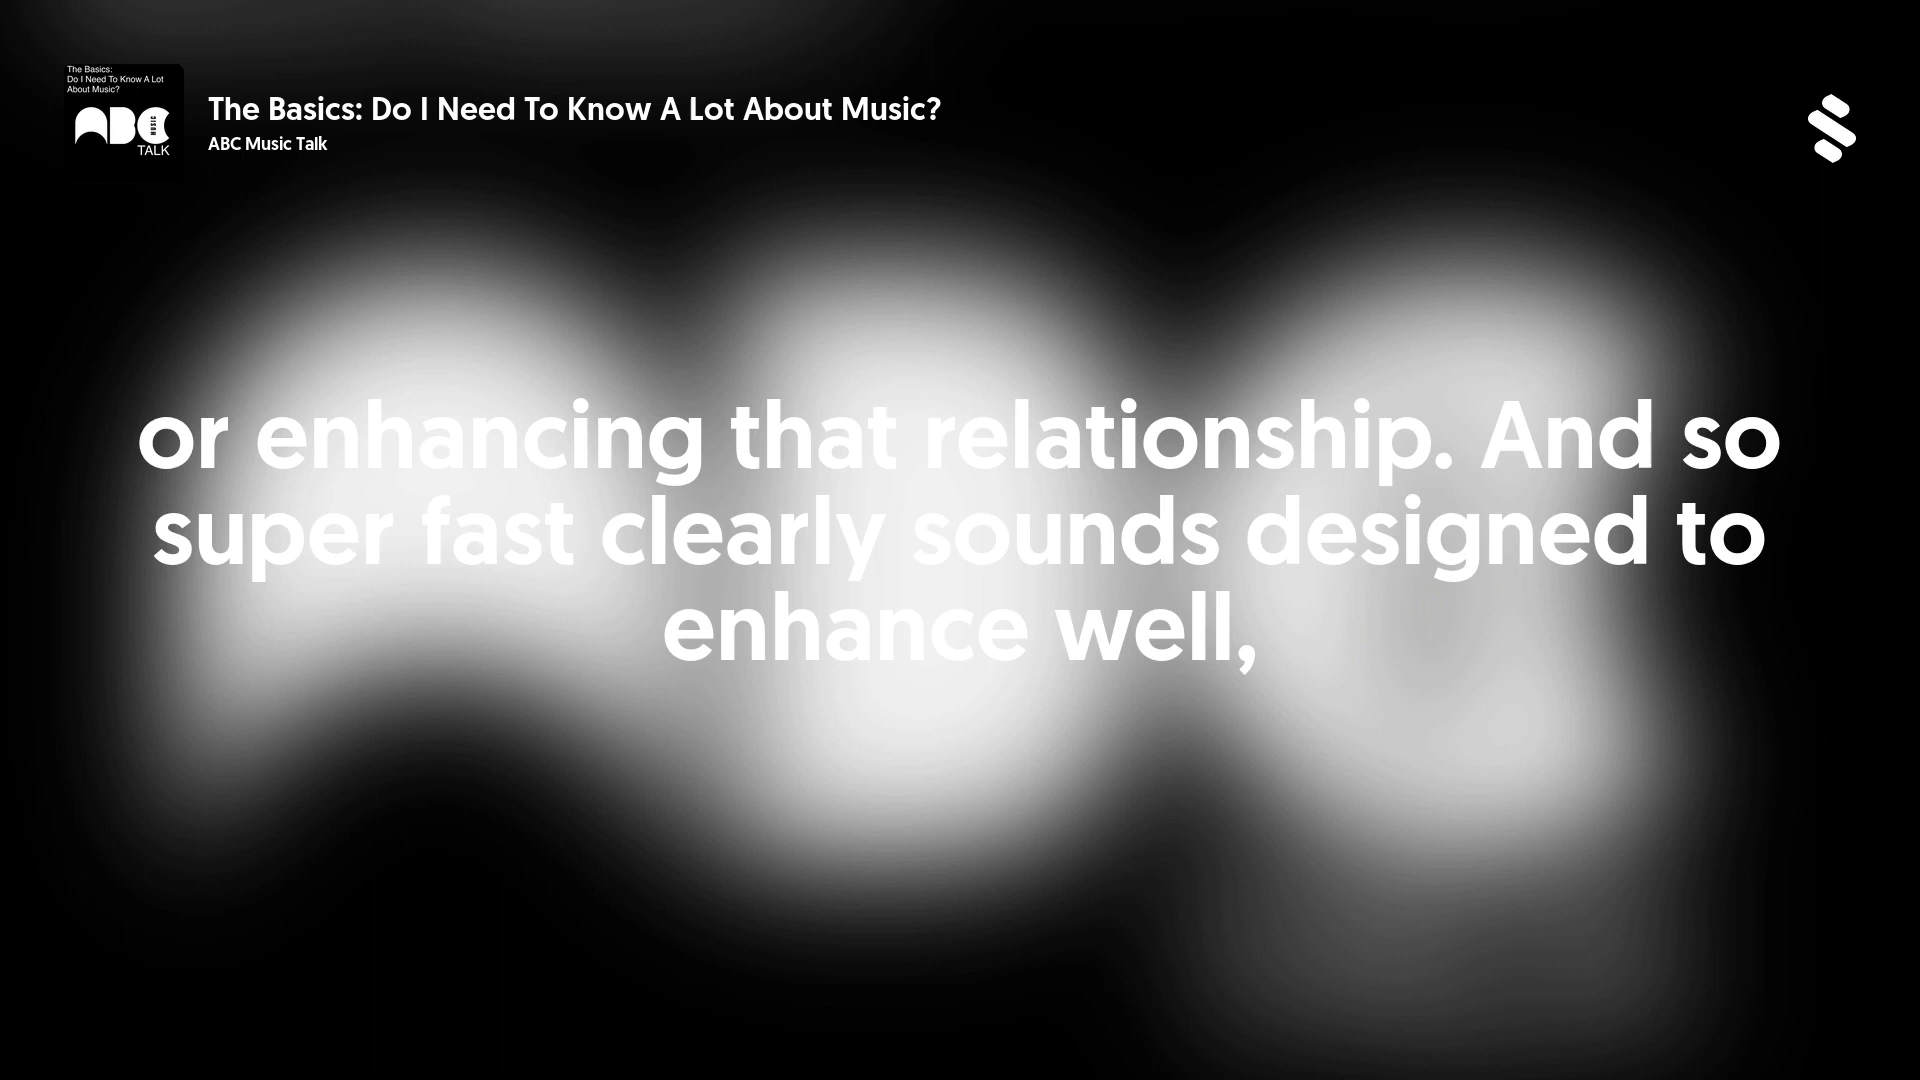 The Basics:
Do I Need To Know A Lot
About Music?
ABC MUSIC
TALK
The Basics: Do I Need To Know A Lot About Music?
ABC Music Talk
or enhancing that relationship. And so
super fast clearly sounds designed to
enhance well,